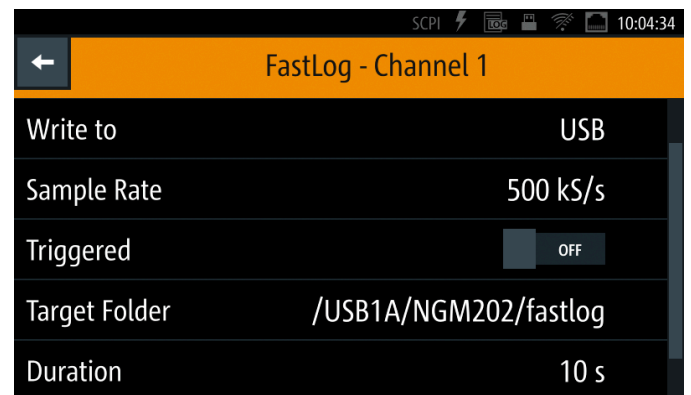 SCPI LOG 10:04:34
FastLog - Channel 1
Write to USB
Sample Rate 500 kS/s
Triggered OFF
Target Folder /USB1A/NGM202/fastlog
Duration 10 s